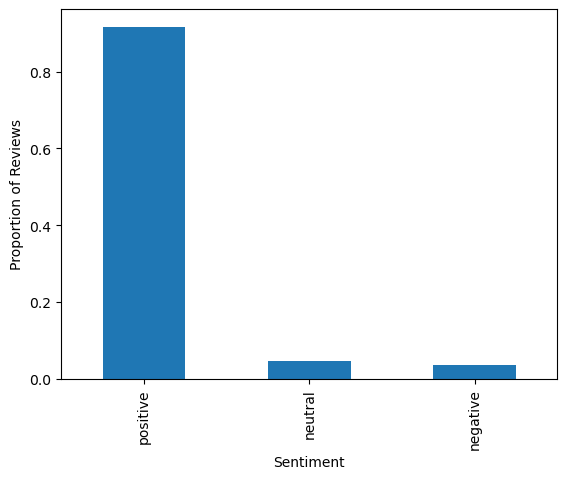 Proportion of Reviews
0.8
0.6
0.4
0.2
0.0
positive
neutral
negative
Sentiment